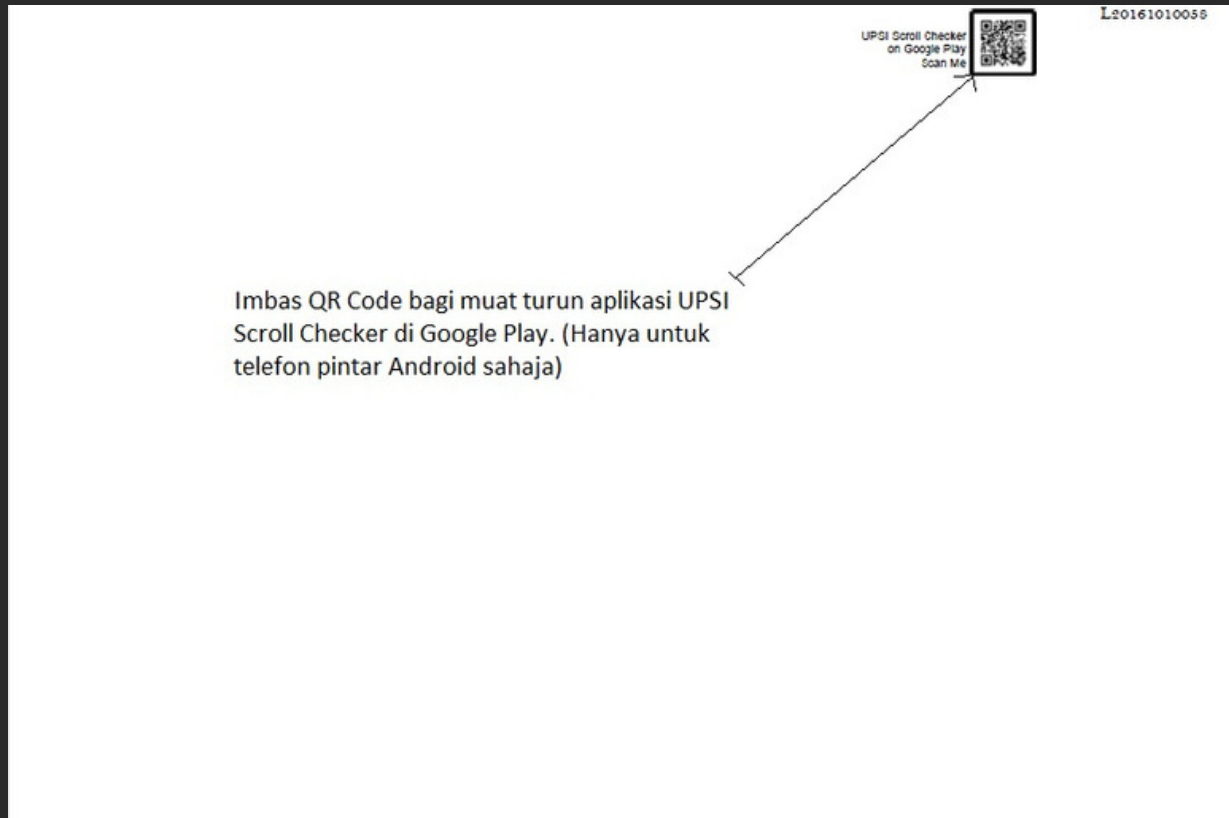 UPSI Scroll Checker
on Google Play
Scan Me
L20161010058
Imbas QR Code bagi muat turun aplikasi UPSI
Scroll Checker di Google Play. (Hanya untuk
telefon pintar Android sahaja)